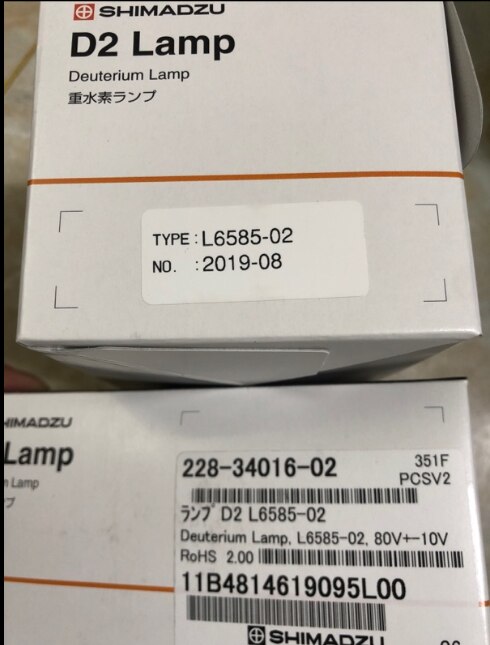 SHIMADZU
D2 Lamp
Deuterium Lamp
重水素ランプ
TYPE : L6585-02
NO. : 2019-08
HIMADZU
Lamp
Lamp
プ
228-34016-02
351F
PCSV2
ランプ D2 L6585-02
Deuterium Lamp, L6585-02, 80V+-10V
RoHS 2.00
11B4814619095L00
SHIMADZU